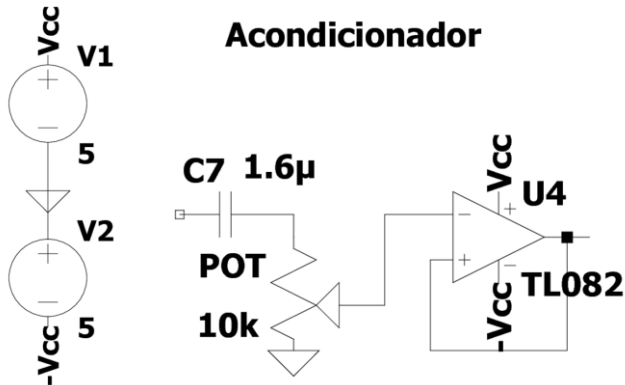 Acondicionador
Vcc
V1
5
V2
5
-Vcc
C7 1.6µ
POT
10k
Vcc
U4
TL082
-Vcc